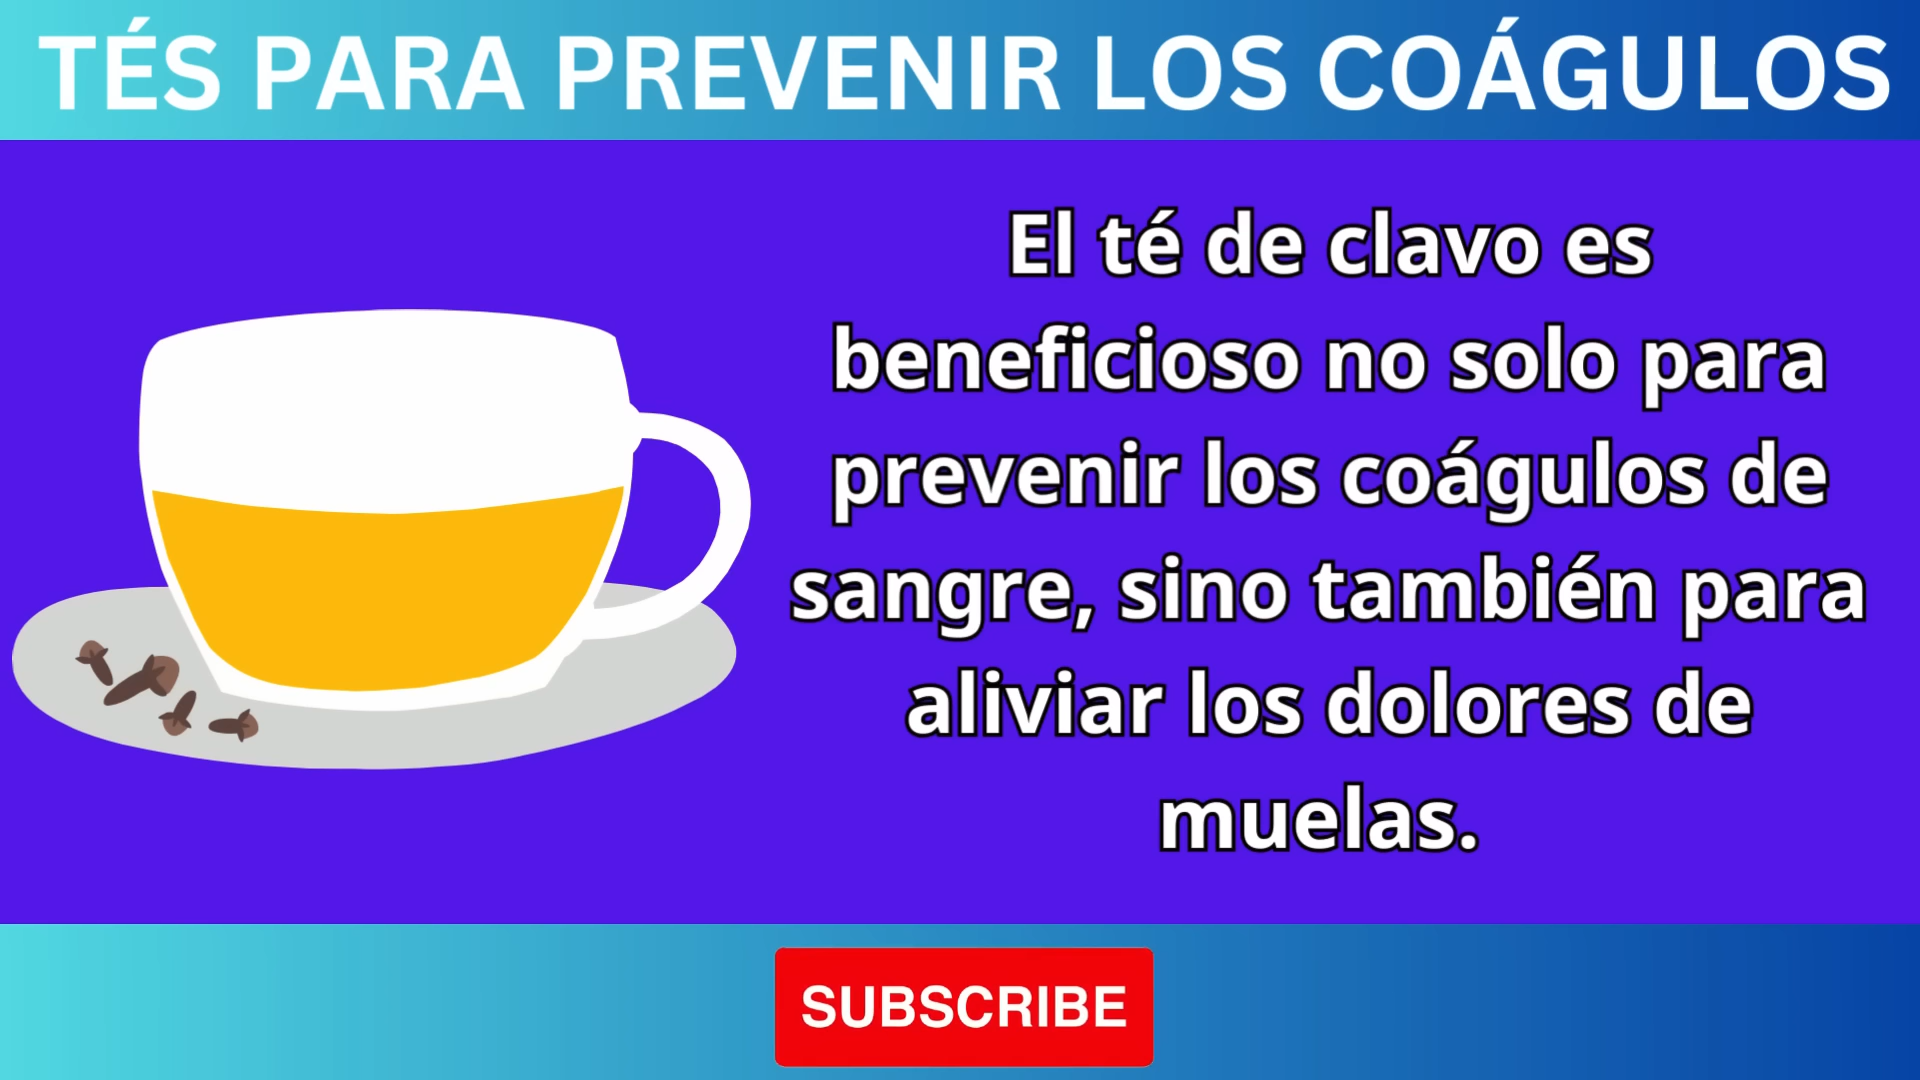 TÉS PARA PREVENIR LOS COÁGULOS
El té de clavo es
beneficioso no solo para
prevenir los coágulos de
sangre, sino también para
aliviar los dolores de
muelas.
SUBSCRIBE